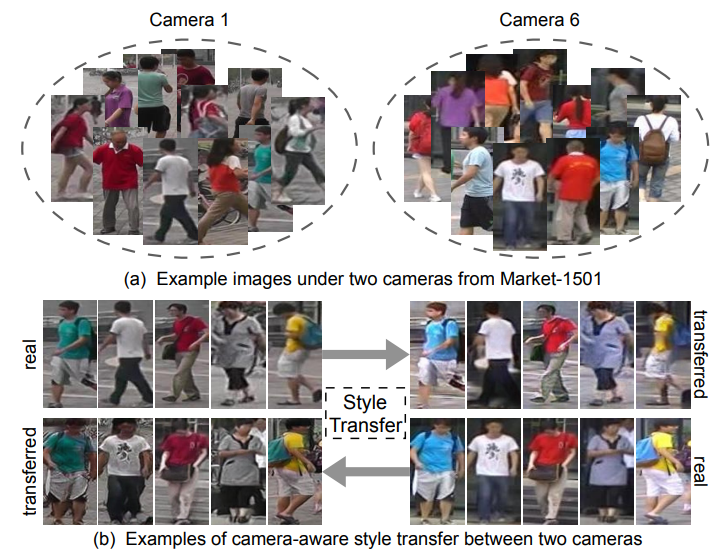 Camera 1
Camera 6
(a) Example images under two cameras from Market-1501
real
transferred
Style
Transfer
transferred
real
(b) Examples of camera-aware style transfer between two cameras